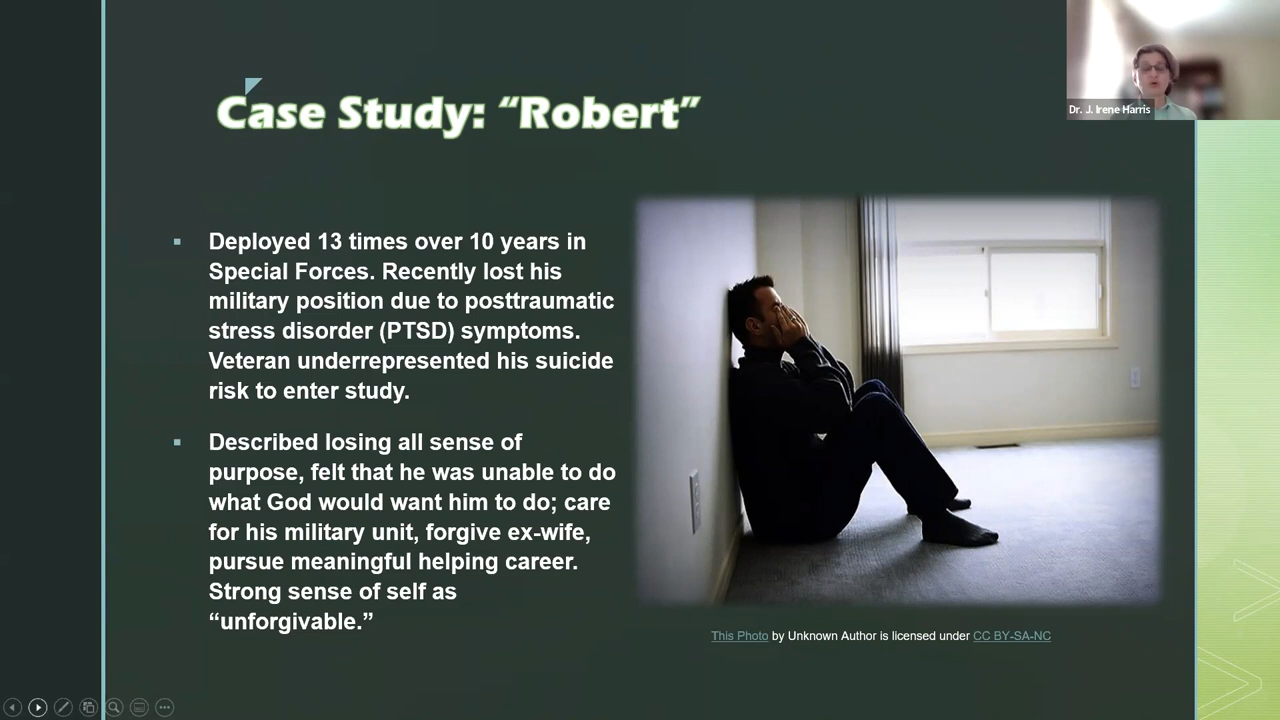 Dr. J. Irene Harris
Case Study: “Robert”
▪ Deployed 13 times over 10 years in
Special Forces. Recently lost his
military position due to posttraumatic
stress disorder (PTSD) symptoms.
Veteran underrepresented his suicide
risk to enter study.
▪ Described losing all sense of
purpose, felt that he was unable to do
what God would want him to do; care
for his military unit, forgive ex-wife,
pursue meaningful helping career.
Strong sense of self as
“unforgivable.”
This Photo by Unknown Author is licensed under CC BY-SA-NC